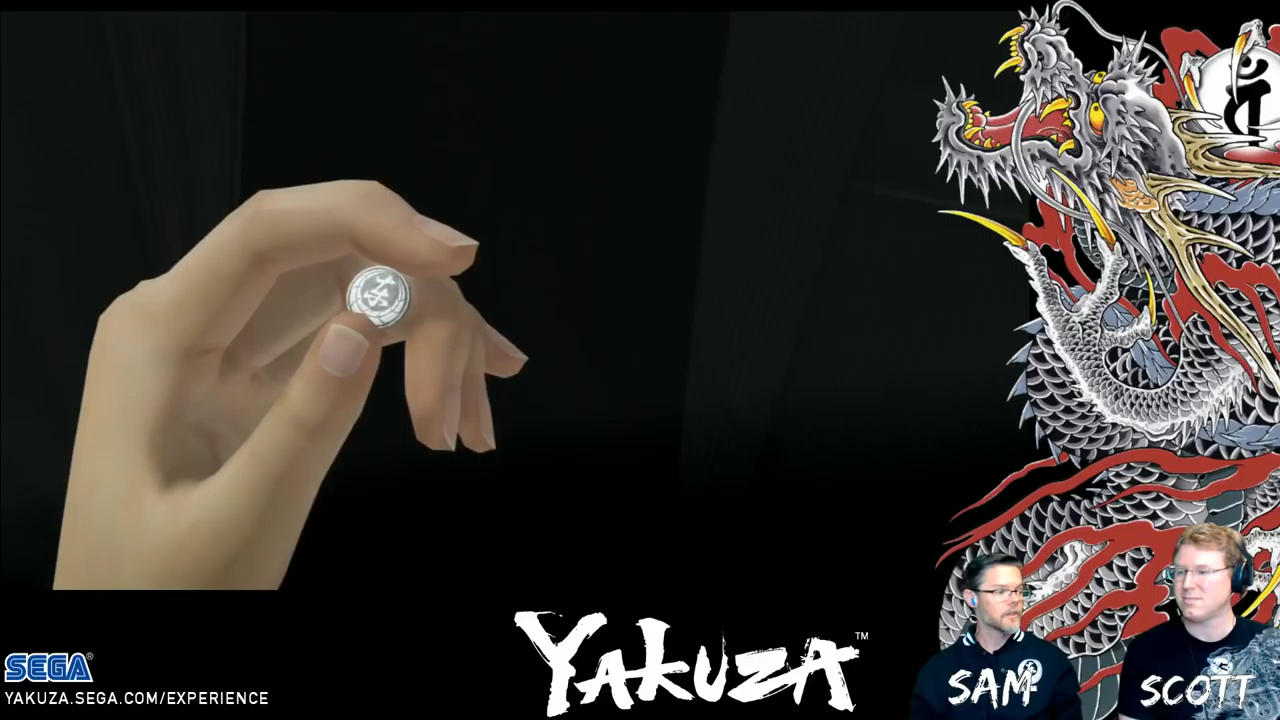 SEGA®
YAKUZA.SEGA.COM/EXPERIENCE
YAKUZA™
SAM
SCOTT